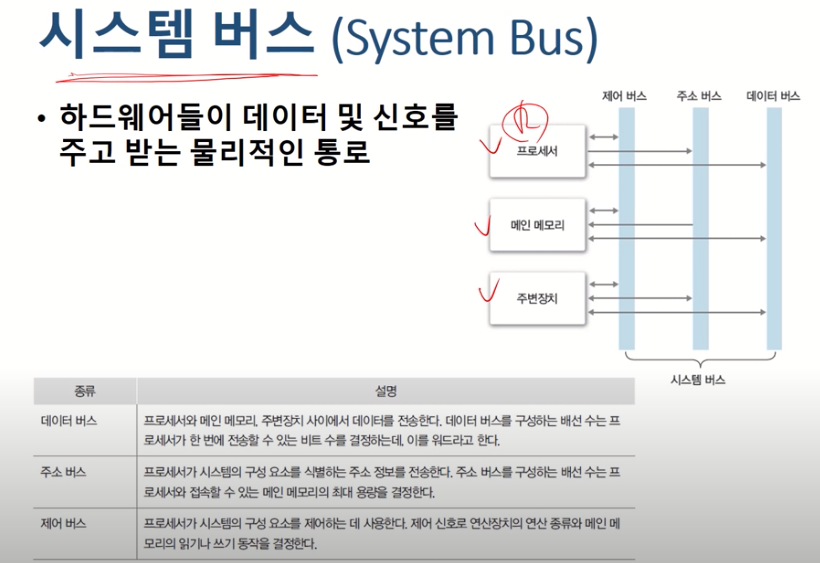 시스템 버스 (System Bus)
• 하드웨어들이 데이터 및 신호를
주고 받는 물리적인 통로
제어 버스 주소 버스 데이터 버스
프로세서
메인 메모리
주변장치
시스템 버스
종류 설명
데이터 버스 프로세서와 메인 메모리, 주변장치 사이에서 데이터를 전송한다. 데이터 버스를 구성하는 배선 수는 프
로세서가 한 번에 전송할 수 있는 비트 수를 결정하는데, 이를 워드라고 한다.
주소 버스 프로세서가 시스템의 구성 요소를 식별하는 주소 정보를 전송한다. 주소 버스를 구성하는 배선 수는 프
로세서와 접속할 수 있는 메인 메모리의 최대 용량을 결정한다.
제어 버스 프로세서가 시스템의 구성 요소를 제어하는 데 사용한다. 제어 신호로 연산장치의 연산 종류와 메인 메
모리의 읽기나 쓰기 동작을 결정한다.